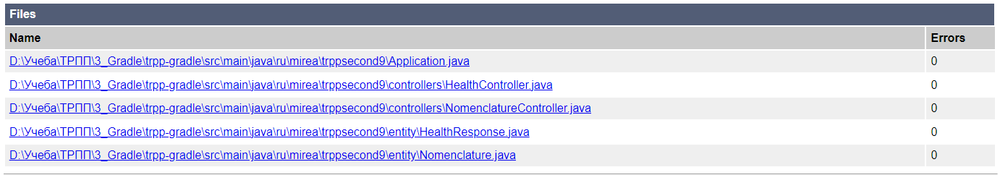 Files
Name Errors
D:\Учеба\ТРПП\3_Gradle\trpp-gradle\src\main\java\ru\mirea\trppsecond9\Application.java 0
D:\Учеба\ТРПП\3_Gradle\trpp-gradle\src\main\java\ru\mirea\trppsecond9\controllers\HealthController.java 0
D:\Учеба\ТРПП\3_Gradle\trpp-gradle\src\main\java\ru\mirea\trppsecond9\controllers\NomenclatureController.java 0
D:\Учеба\ТРПП\3_Gradle\trpp-gradle\src\main\java\ru\mirea\trppsecond9\entity\HealthResponse.java 0
D:\Учеба\ТРПП\3_Gradle\trpp-gradle\src\main\java\ru\mirea\trppsecond9\entity\Nomenclature.java 0